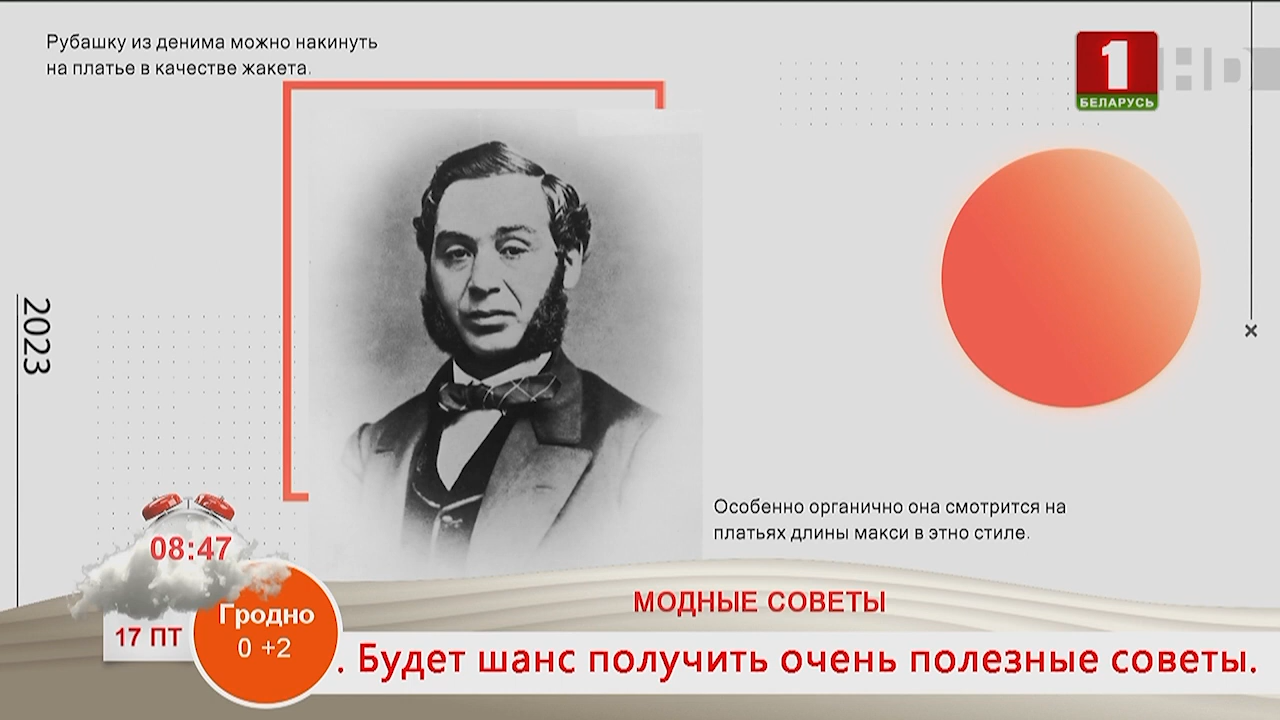 Рубашку из денима можно накинуть
на платье в качестве жакета.
1
HD
БЕЛАРУСЬ
2023
Особенно органично она смотрится на
платьях длины макси в этно стиле.
08:47
МОДНЫЕ СОВЕТЫ
Гродно
17 ПТ
0 +2
. Будет шанс получить очень полезные советы.